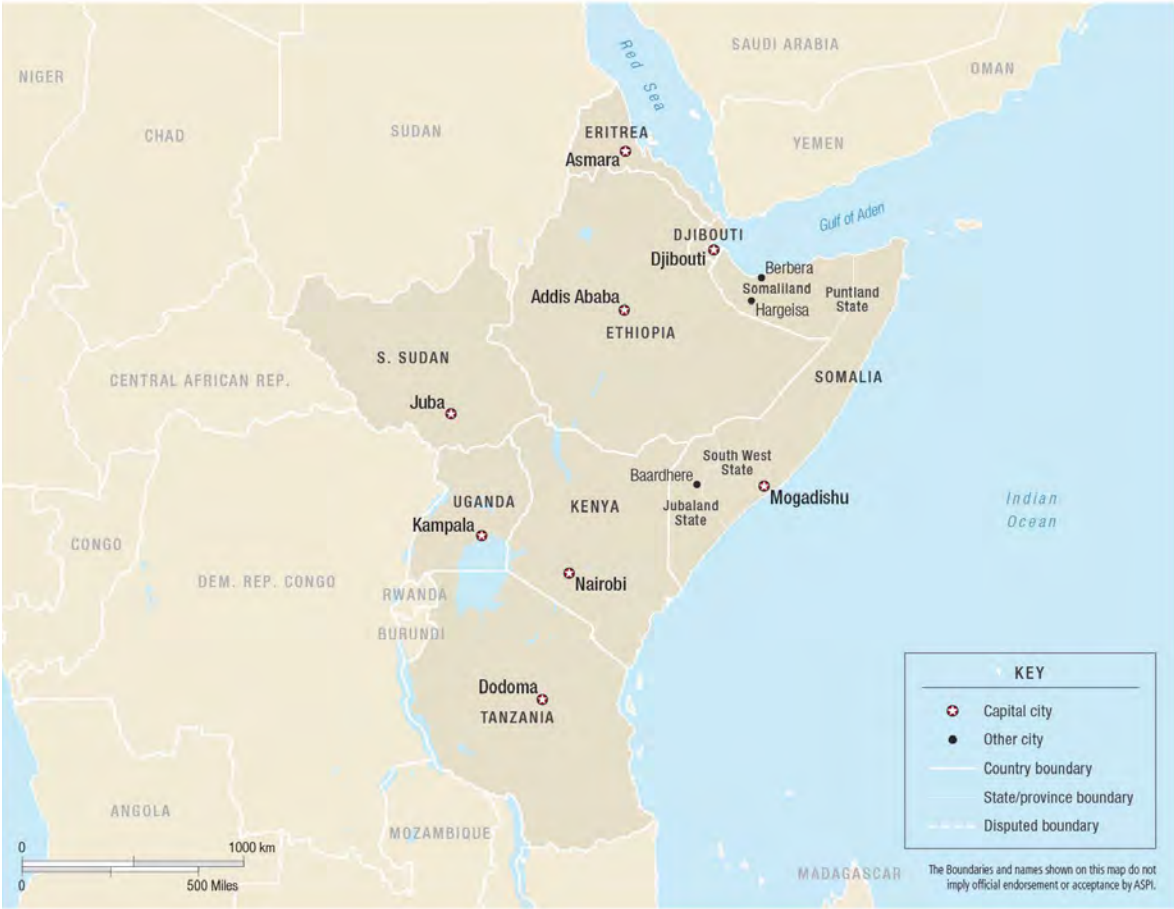 Red Sea
SAUDI ARABIA
OMAN
NIGER
CHAD
SUDAN
ERITREA
Asmara
YEMEN
Gulf of Aden
DJIBOUTI
Djibouti
Berbera
Somaliland
Hargeisa
Puntland
State
Addis Ababa
ETHIOPIA
S. SUDAN
CENTRAL AFRICAN REP.
SOMALIA
Juba
South West
State
Baardhere
Mogadishu
Jubaland
State
UGANDA
KENYA
Kampala
Indian
Ocean
CONGO
DEM. REP. CONGO
Nairobi
RWANDA
BURUNDI
Dodoma
TANZANIA
ANGOLA
MOZAMBIQUE
MADAGASCAR
0
1000 km
0
500 Miles
KEY
Capital city
Other city
Country boundary
State/province boundary
Disputed boundary
The Boundaries and names shown on this map do not
imply official endorsement or acceptance by ASPI.